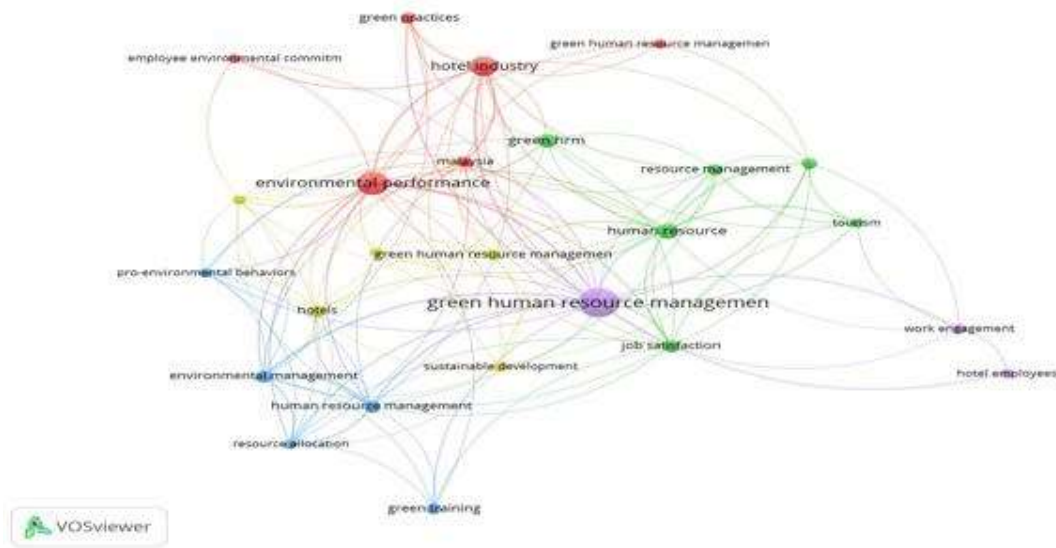 green practices
green human resource managemen
employee environmental commitm
hotel industry
green firm
malaysia
resource management
environmental performance
tourism
human resource
green human resource managemen
pro-environmental behaviors
green human resource managemen
hotels
work engagement
job satisfaction
sustainable development
hotel employees
environmental management
human resource management
resource allocation
green training
VOSviewer